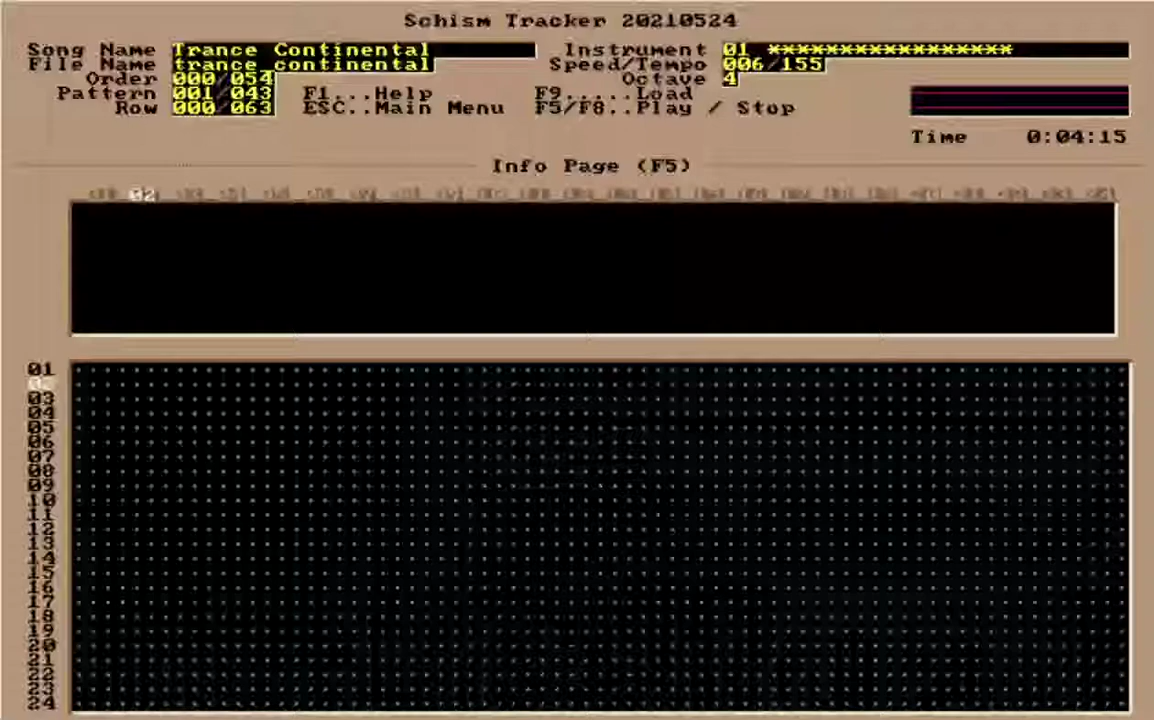 Schism Tracker 20210524
Song Name Trance Continental Instrument 01 *****************
File Name trance continental Speed/Tempo 006/155
Order 000/054 Octave 4
Pattern 001/043 F1...Help F9.....Load
Row 000/063 ESC..Main Menu F5/F8..Play / Stop
Time 0:04:15
Info Page (F5)
01
03
04
05
06
07
08
09
10
11
12
13
14
15
16
17
18
19
20
21
22
23
24